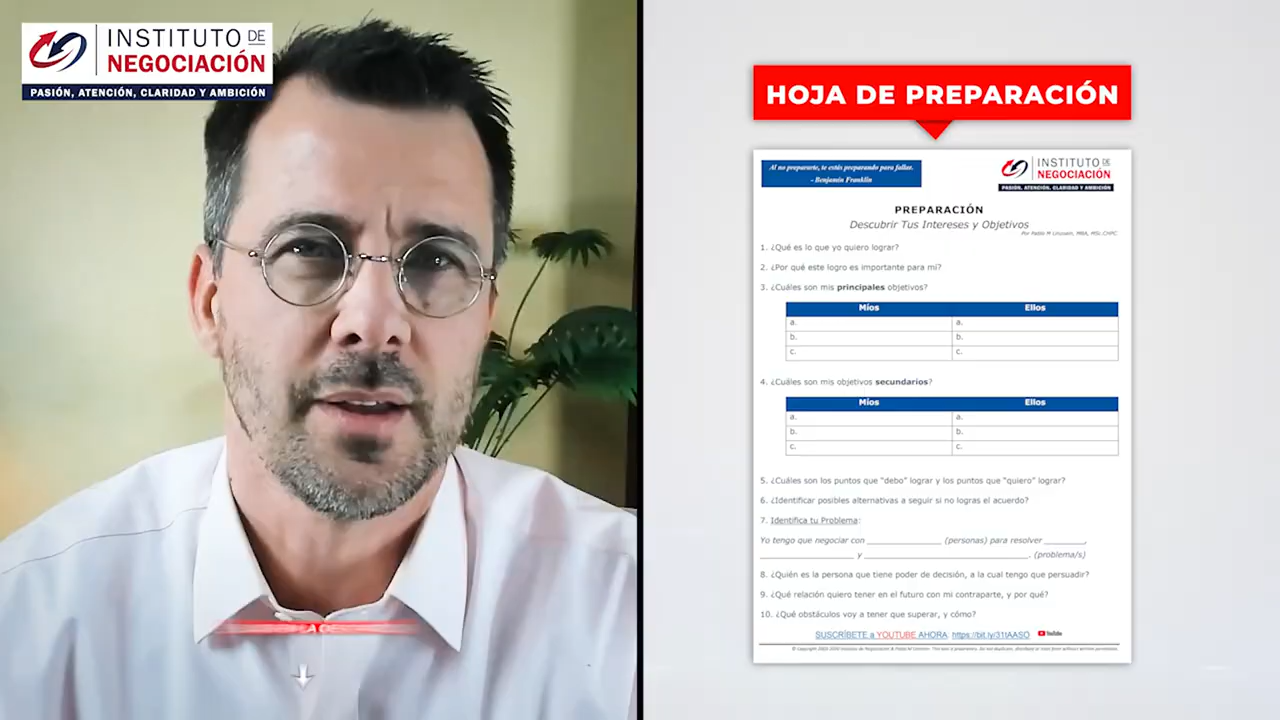 INSTITUTO DE
NEGOCIACIÓN
PASIÓN, ATENCIÓN, CLARIDAD Y AMBICIÓN
HOJA DE PREPARACIÓN
Al no prepararte, te estás preparando para fallar.
- Benjamin Franklin
INSTITUTO DE
NEGOCIACIÓN
PASIÓN, ATENCIÓN, CLARIDAD Y AMBICIÓN
PREPARACIÓN
Descubrir Tus Intereses y Objetivos
Por Pablo M MBA,
1. ¿Qué es lo que yo quiero lograr?
2. ¿Por qué este logro es importante para mí?
3. ¿Cuáles son mis principales objetivos?
Míos Ellos
a. a.
b. b.
c. c.
4. ¿Cuáles son mis objetivos secundarios?
Míos Ellos
a. a.
b. b.
c. c.
5. ¿Cuáles son los puntos que "debo" lograr y los puntos que "quiero" lograr?
6. ¿Identificar posibles alternativas a seguir si no logras el acuerdo?
7. Identifica tu Problema:
Yo tengo que negociar con ______________ (personas) para resolver ________,
__________________ y ________________________________. (problema/s)
8. ¿Quién es la persona que tiene poder de decisión, a la cual tengo que persuadir?
9. ¿Qué relación quiero tener en el futuro con mi contraparte, y por qué?
10. ¿Qué obstáculos voy a tener que superar, y cómo?
SUSCRÍBETE a YOUTUBE AHORA: https://bit.ly/31tAASO YouTube